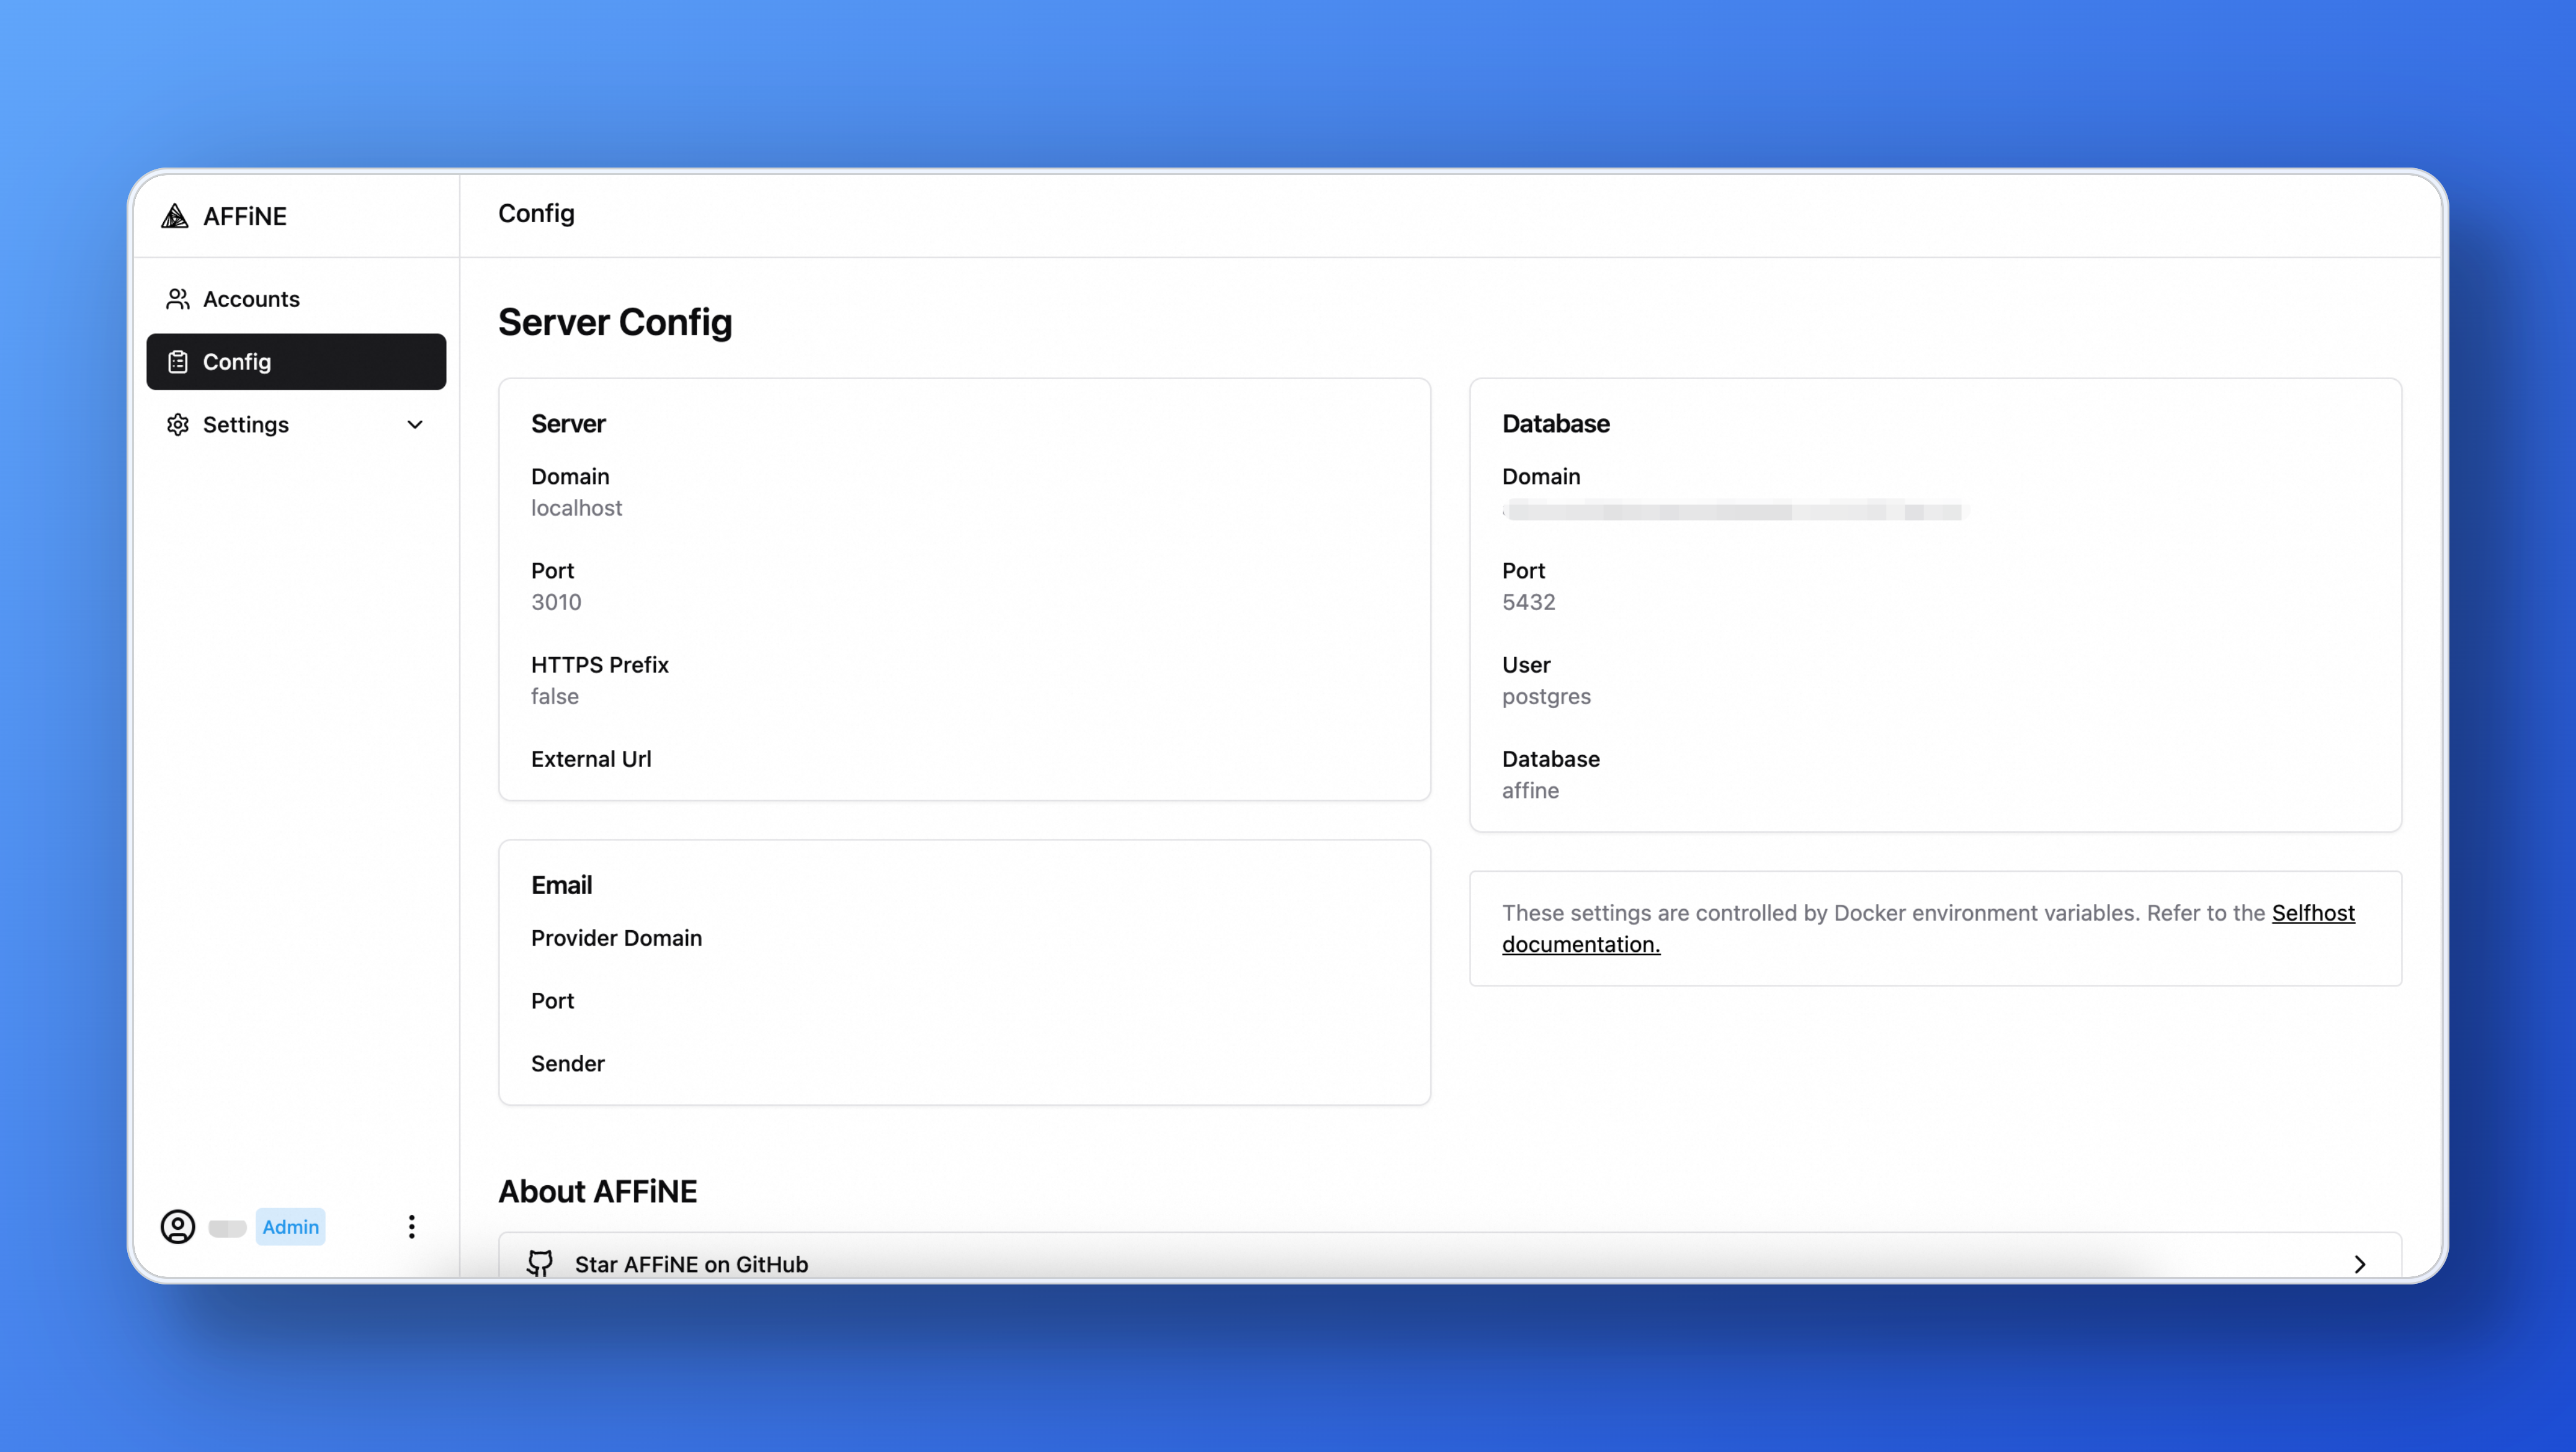 AFFiNE
Accounts
Config
Settings
Admin
Config
Server Config
Server
Domain
localhost
Port
3010
HTTPS Prefix
false
External Url
Database
Domain
Port
5432
User
postgres
Database
affine
Email
Provider Domain
Port
Sender
These settings are controlled by Docker environment variables. Refer to the Selfhost
documentation.
About AFFiNE
Star AFFiNE on GitHub